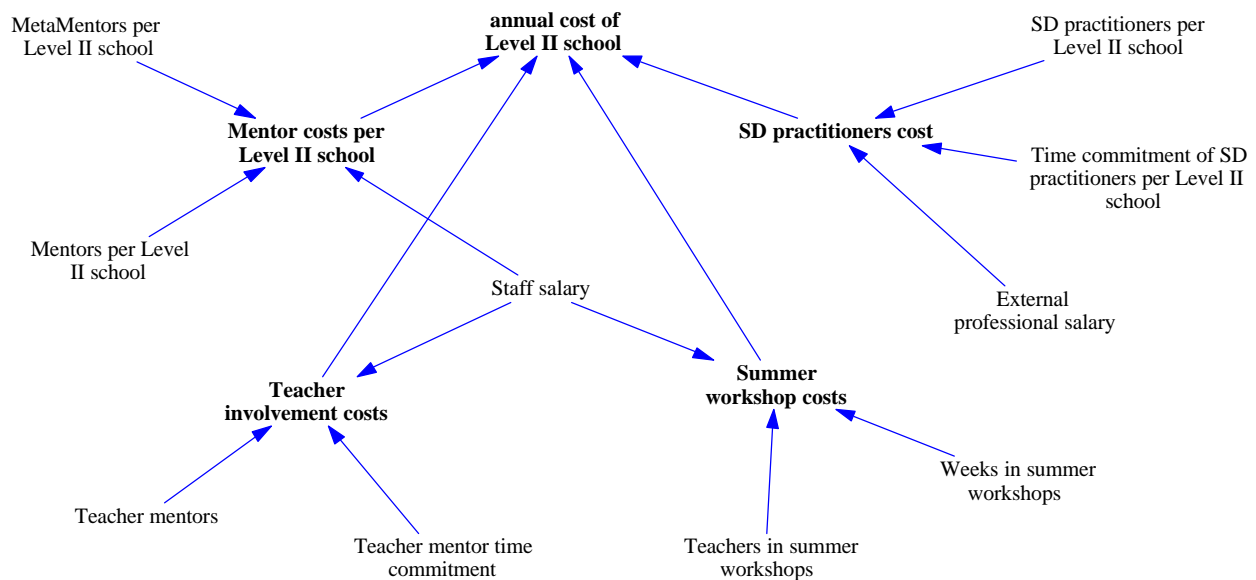 MetaMentors per
Level II school
annual cost of
Level II school
SD practitioners per
Level II school
Mentor costs per
Level II school
SD practitioners cost
Time commitment of SD
practitioners per Level II
school
Mentors per Level
II school
Staff salary
External
professional salary
Teacher
involvement costs
Summer
workshop costs
Weeks in summer
workshops
Teacher mentors
Teacher mentor time
commitment
Teachers in summer
workshops